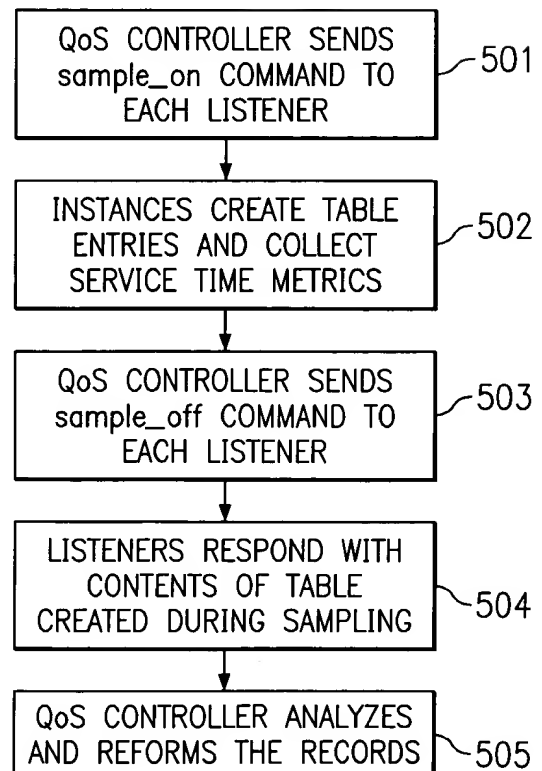 QoS CONTROLLER SENDS
sample_on COMMAND TO
EACH LISTENER
501
INSTANCES CREATE TABLE
ENTRIES AND COLLECT
SERVICE TIME METRICS
502
QoS CONTROLLER SENDS
sample_off COMMAND TO
EACH LISTENER
503
LISTENERS RESPOND WITH
CONTENTS OF TABLE
CREATED DURING SAMPLING
504
QoS CONTROLLER ANALYZES
AND REFORMS THE RECORDS
505